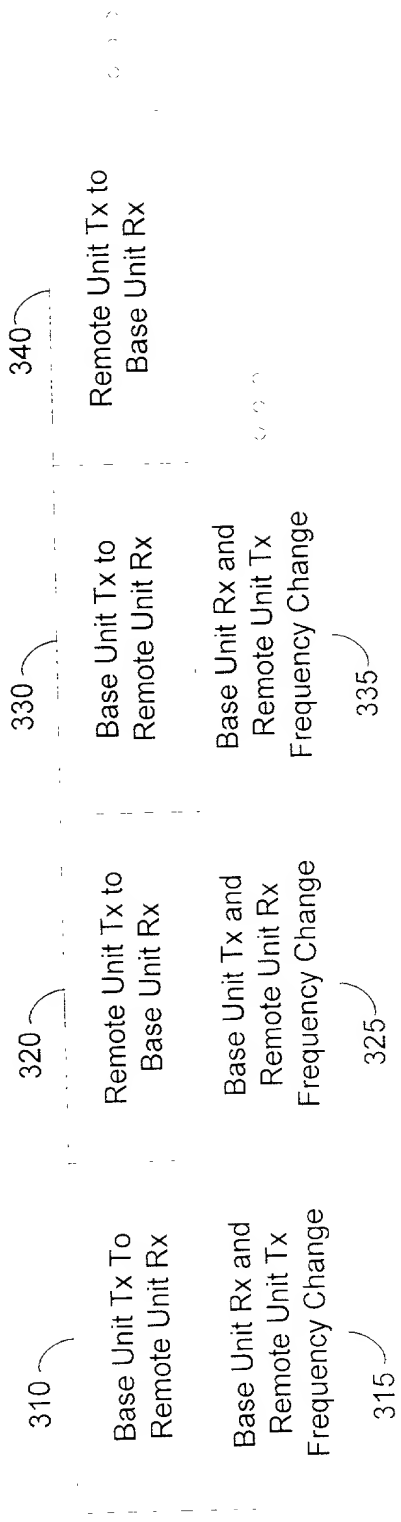 310
320
330
340
Base Unit Tx To
Remote Unit Rx
Remote Unit Tx to
Base Unit Rx
Base Unit Tx to
Remote Unit Rx
Remote Unit Tx to
Base Unit Rx
Base Unit Rx and
Remote Unit Tx
Frequency Change
Base Unit Tx and
Remote Unit Rx
Frequency Change
Base Unit Rx and
Remote Unit Tx
Frequency Change
315
325
335